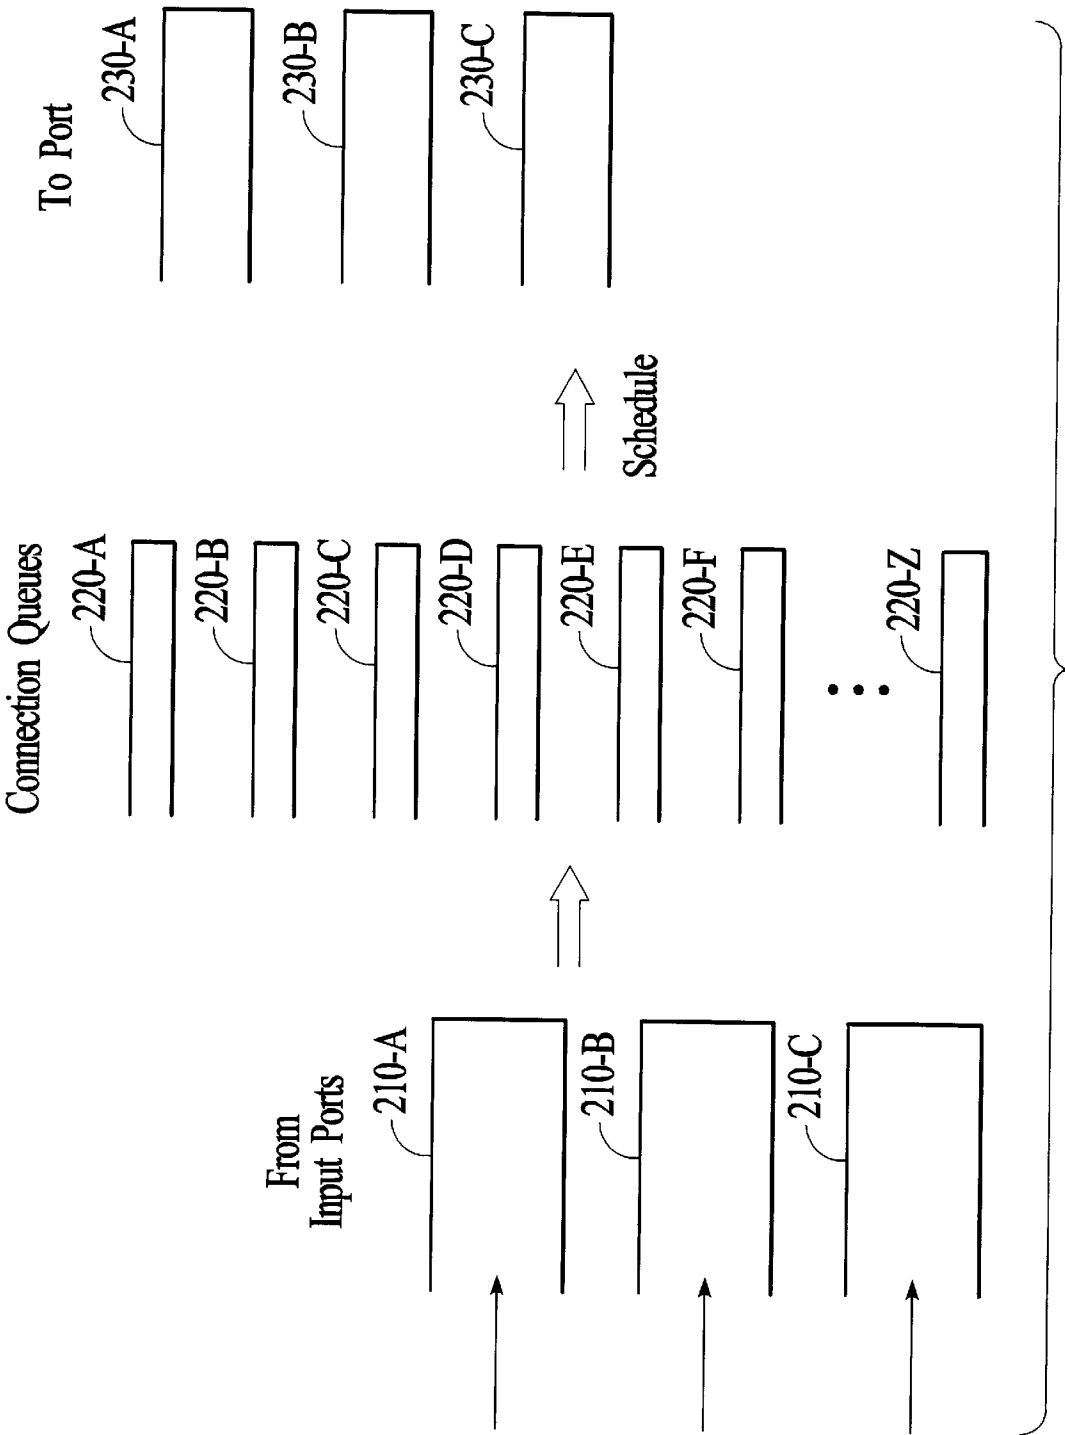 From
Input Ports
210-A
210-B
210-C
Connection Queues
220-A
220-B
220-C
220-D
220-E
220-F
220-Z
Schedule
To Port
230-A
230-B
230-C